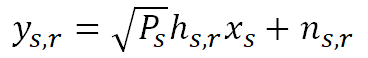 y_{s,r} = \sqrt{P_s} h_{s,r} x_s + n_{s,r}